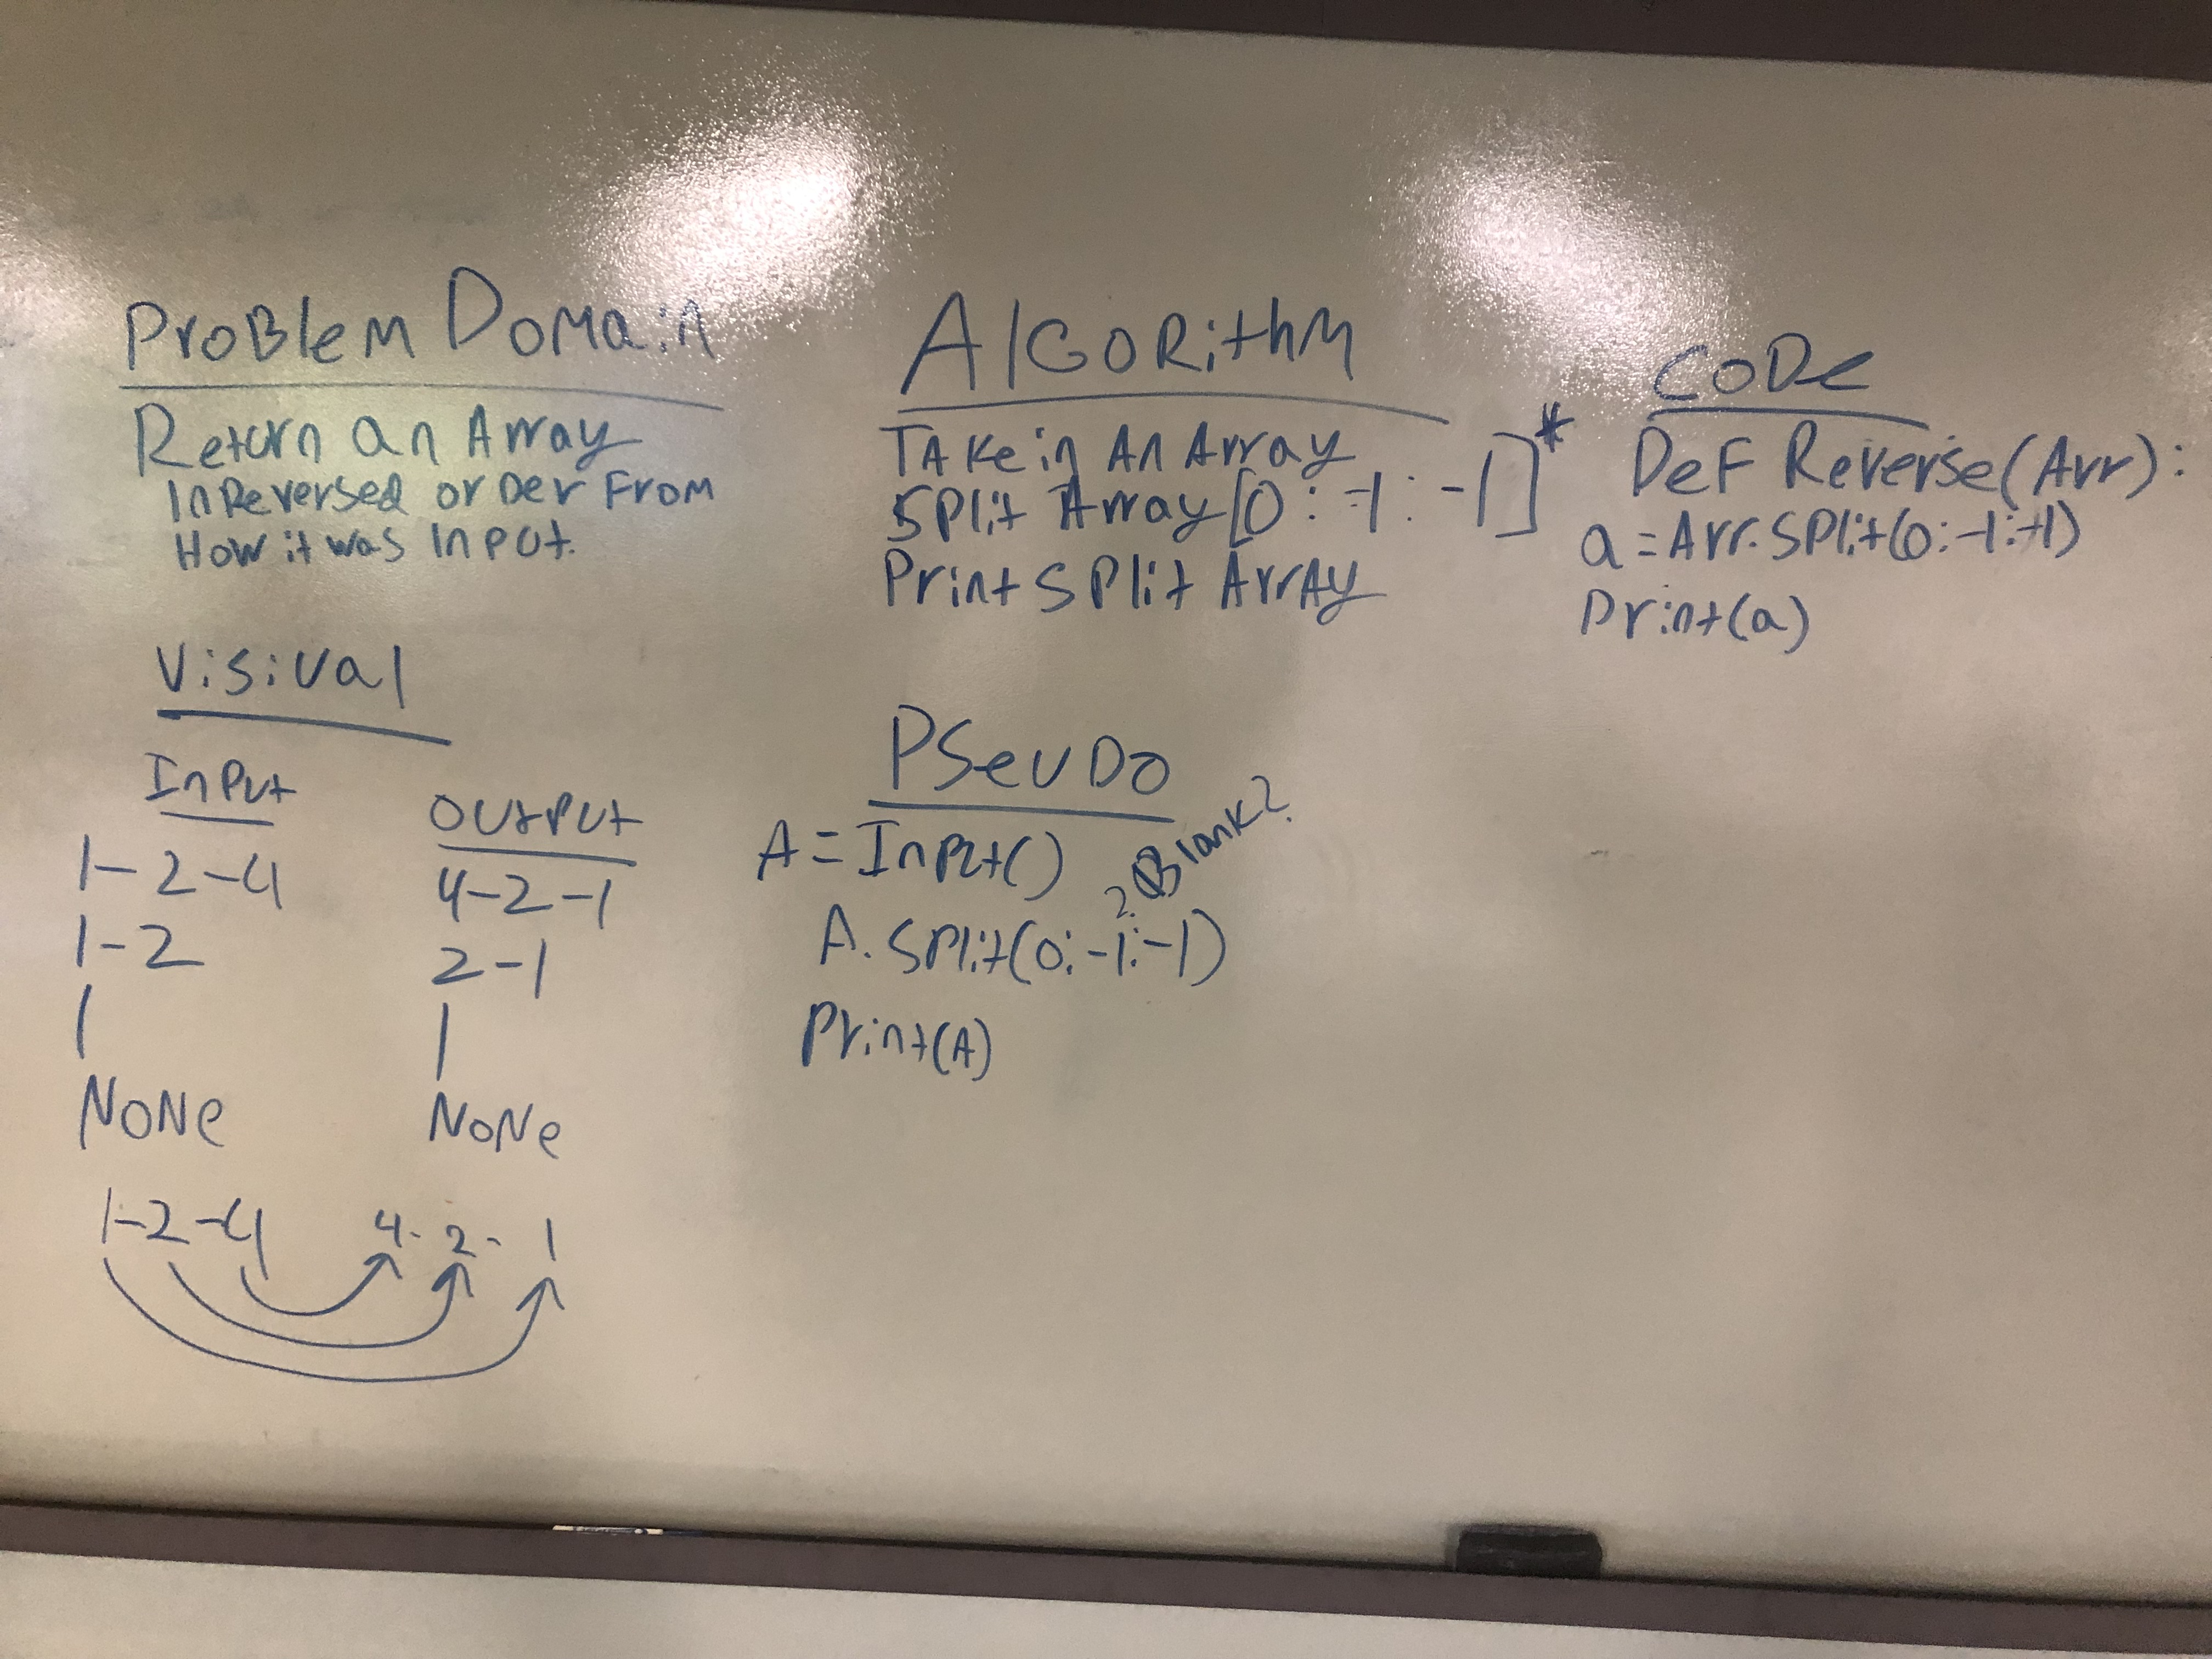 Problem Domain
Return an Array
In Reversed order From
How it was Input.
Visival
Input
Output
1-2-4
4-2-1
1-2
2-1
1
1
None
None
1-2-4
4-2-1
Algorithm
Take in An Array
Split Array [0:-1:-1]*
Print Split Array
Pseudo
A = Input()
2. Blank?
A.Split(0:-1:-1)
Print(A)
Code
Def Reverse(Arr):
a = Arr.Split(0:-1:-1)
Print(a)